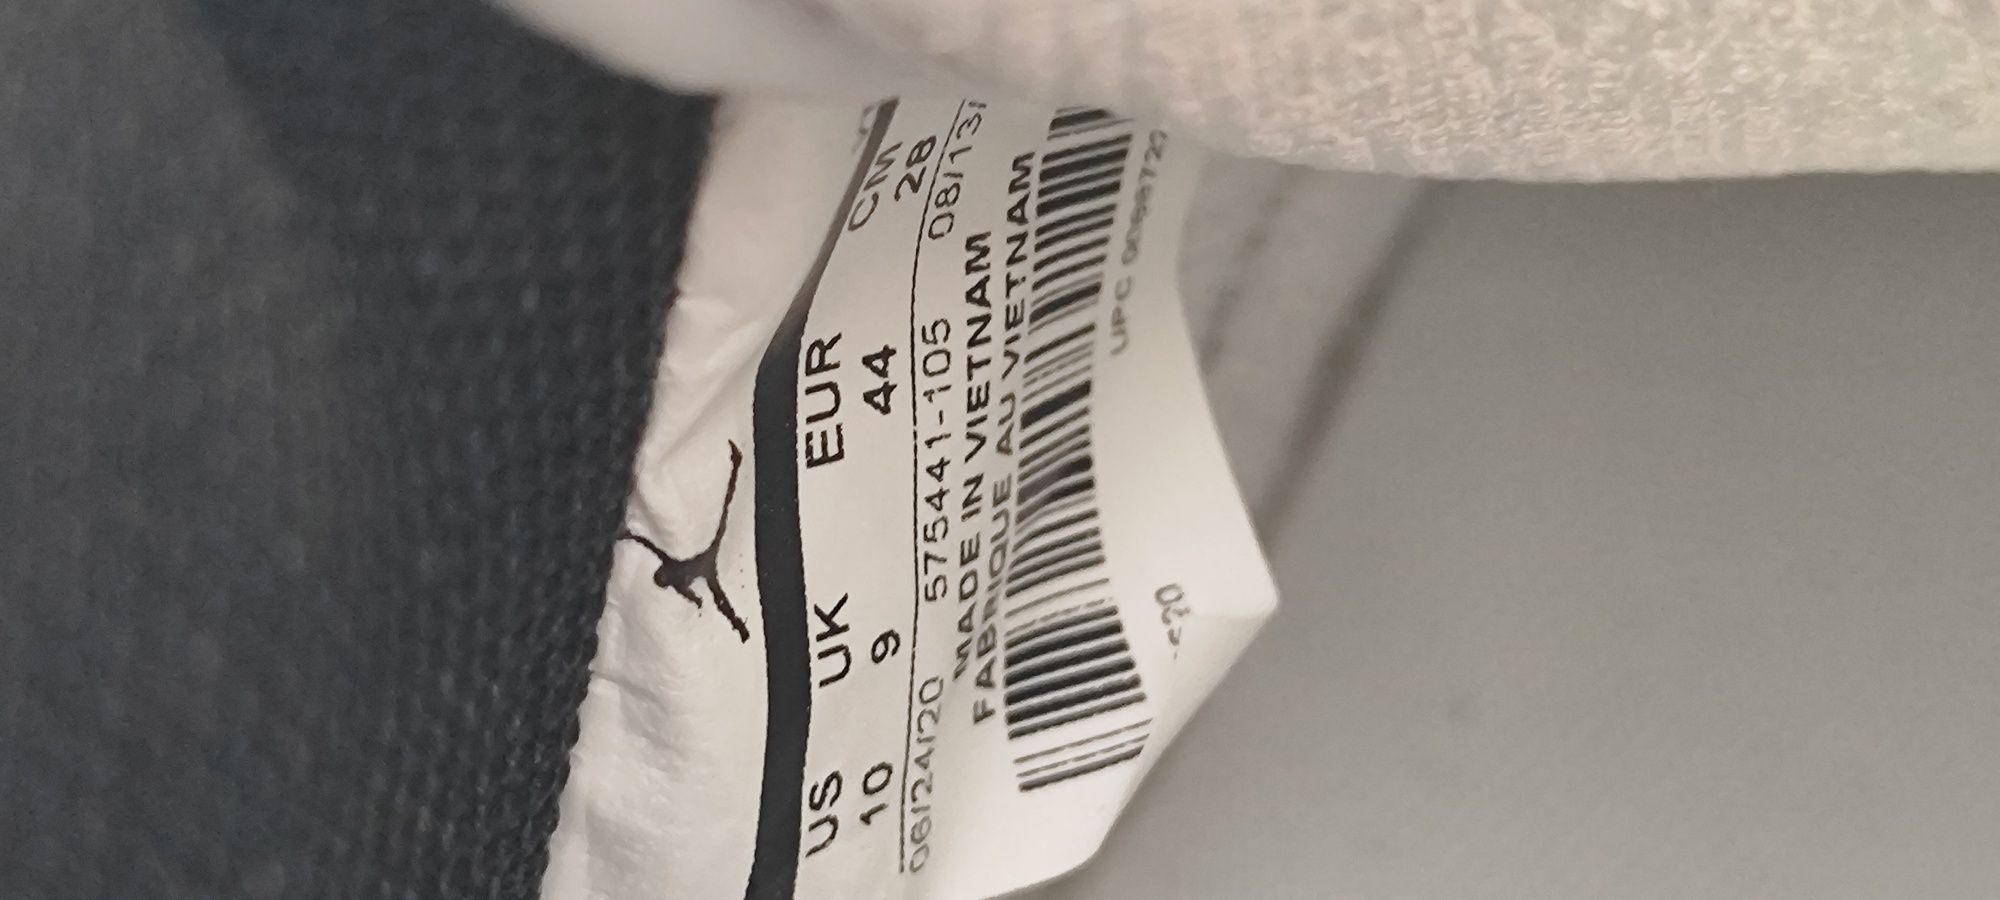 US UK EUR CM
10 9 44 28
06/24/20 575441-105 08/13/
MADE IN VIETNAM
FABRIQUE AU VIETNAM
UPC